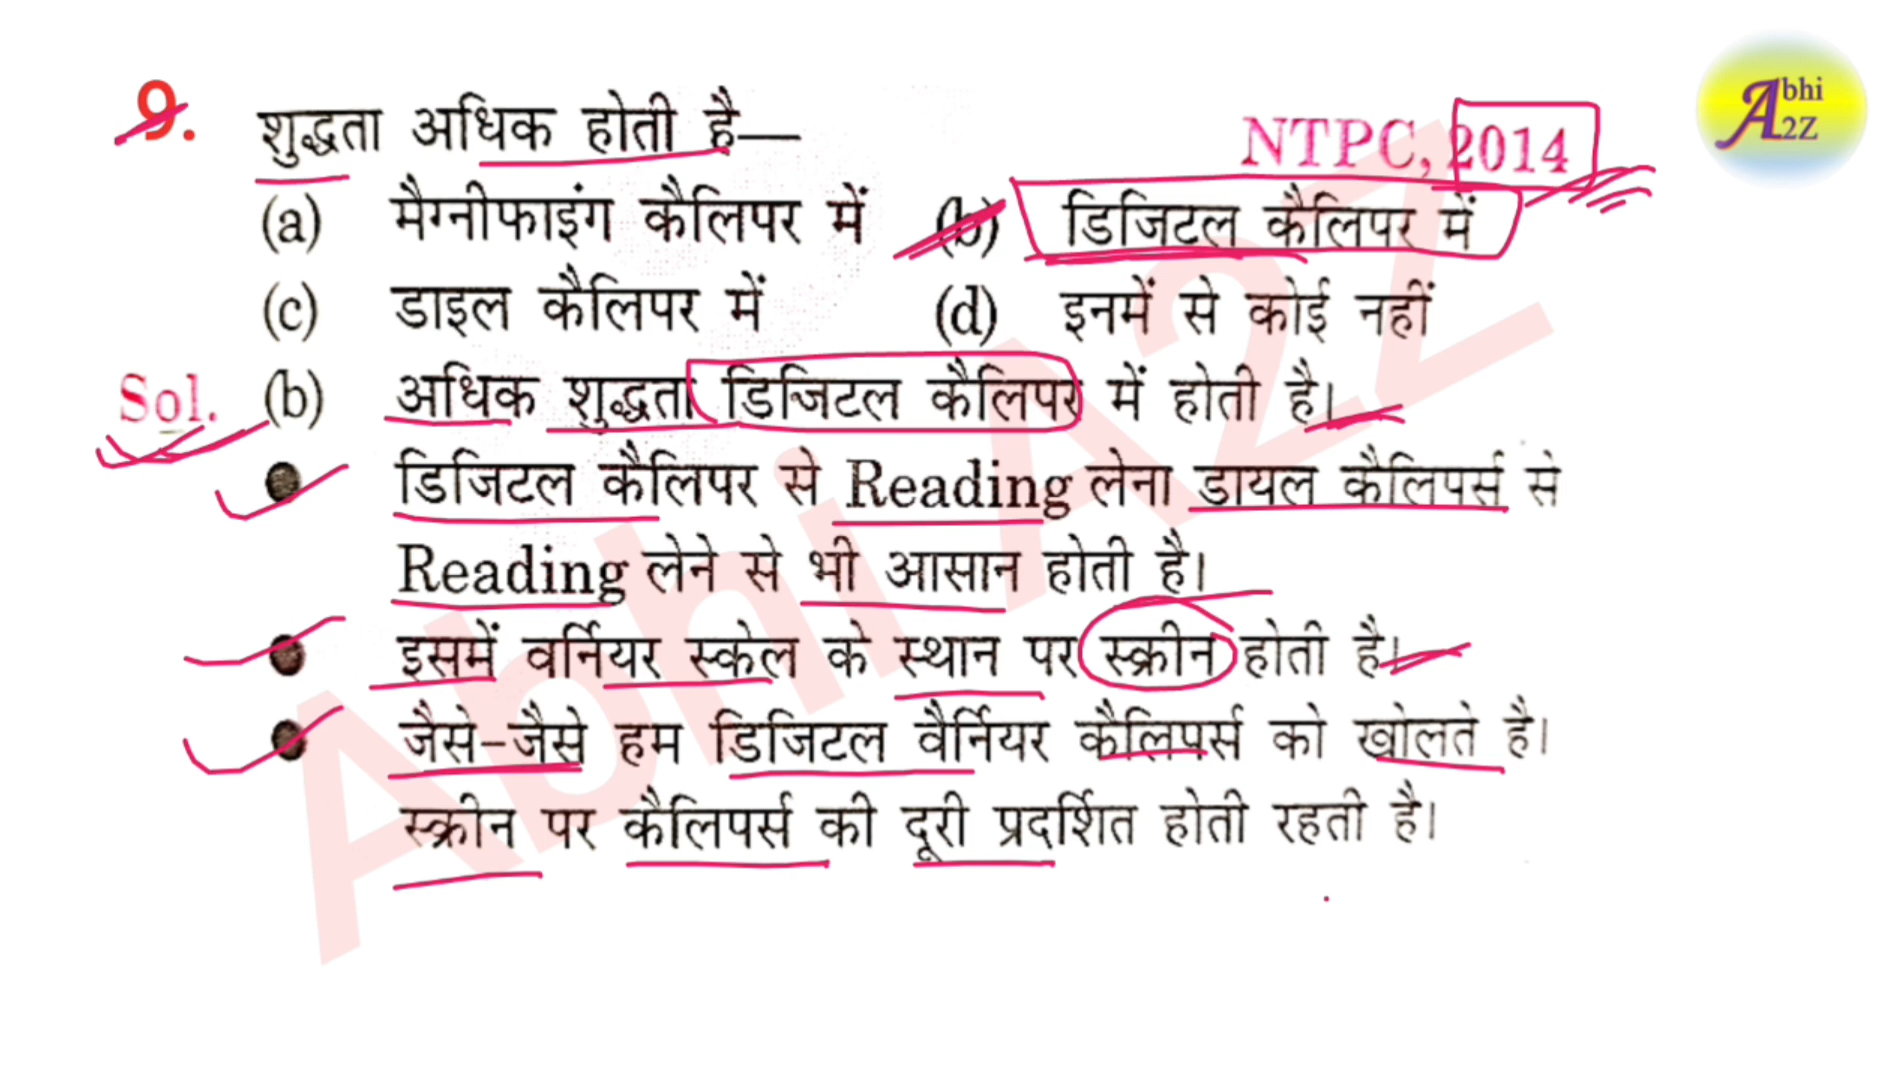 9. शुद्धता अधिक होती है— NTPC, 2014
(a) मैग्नीफाइंग कैलिपर में (b) डिजिटल कैलिपर में
(c) डाइल कैलिपर में (d) इनमें से कोई नहीं
Sol. (b) अधिक शुद्धता डिजिटल कैलिपर में होती है।
● डिजिटल कैलिपर से Reading लेना डायल कैलिपर्स से
Reading लेने से भी आसान होती है।
● इसमें वर्नियर स्केल के स्थान पर स्क्रीन होती है।
● जैसे-जैसे हम डिजिटल वैर्नियर कैलिपर्स को खोलते है।
स्क्रीन पर कैलिपर्स की दूरी प्रदर्शित होती रहती है।
Abhi A2Z
Abhi A2Z